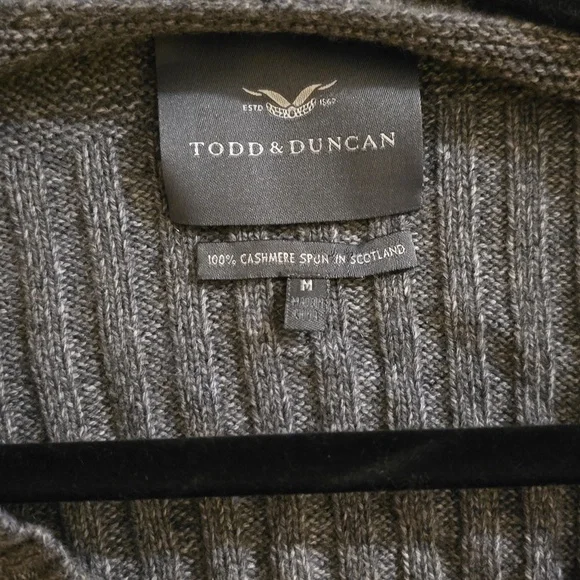 ESTD 1867
TODD & DUNCAN
100% CASHMERE SPUN IN SCOTLAND
M